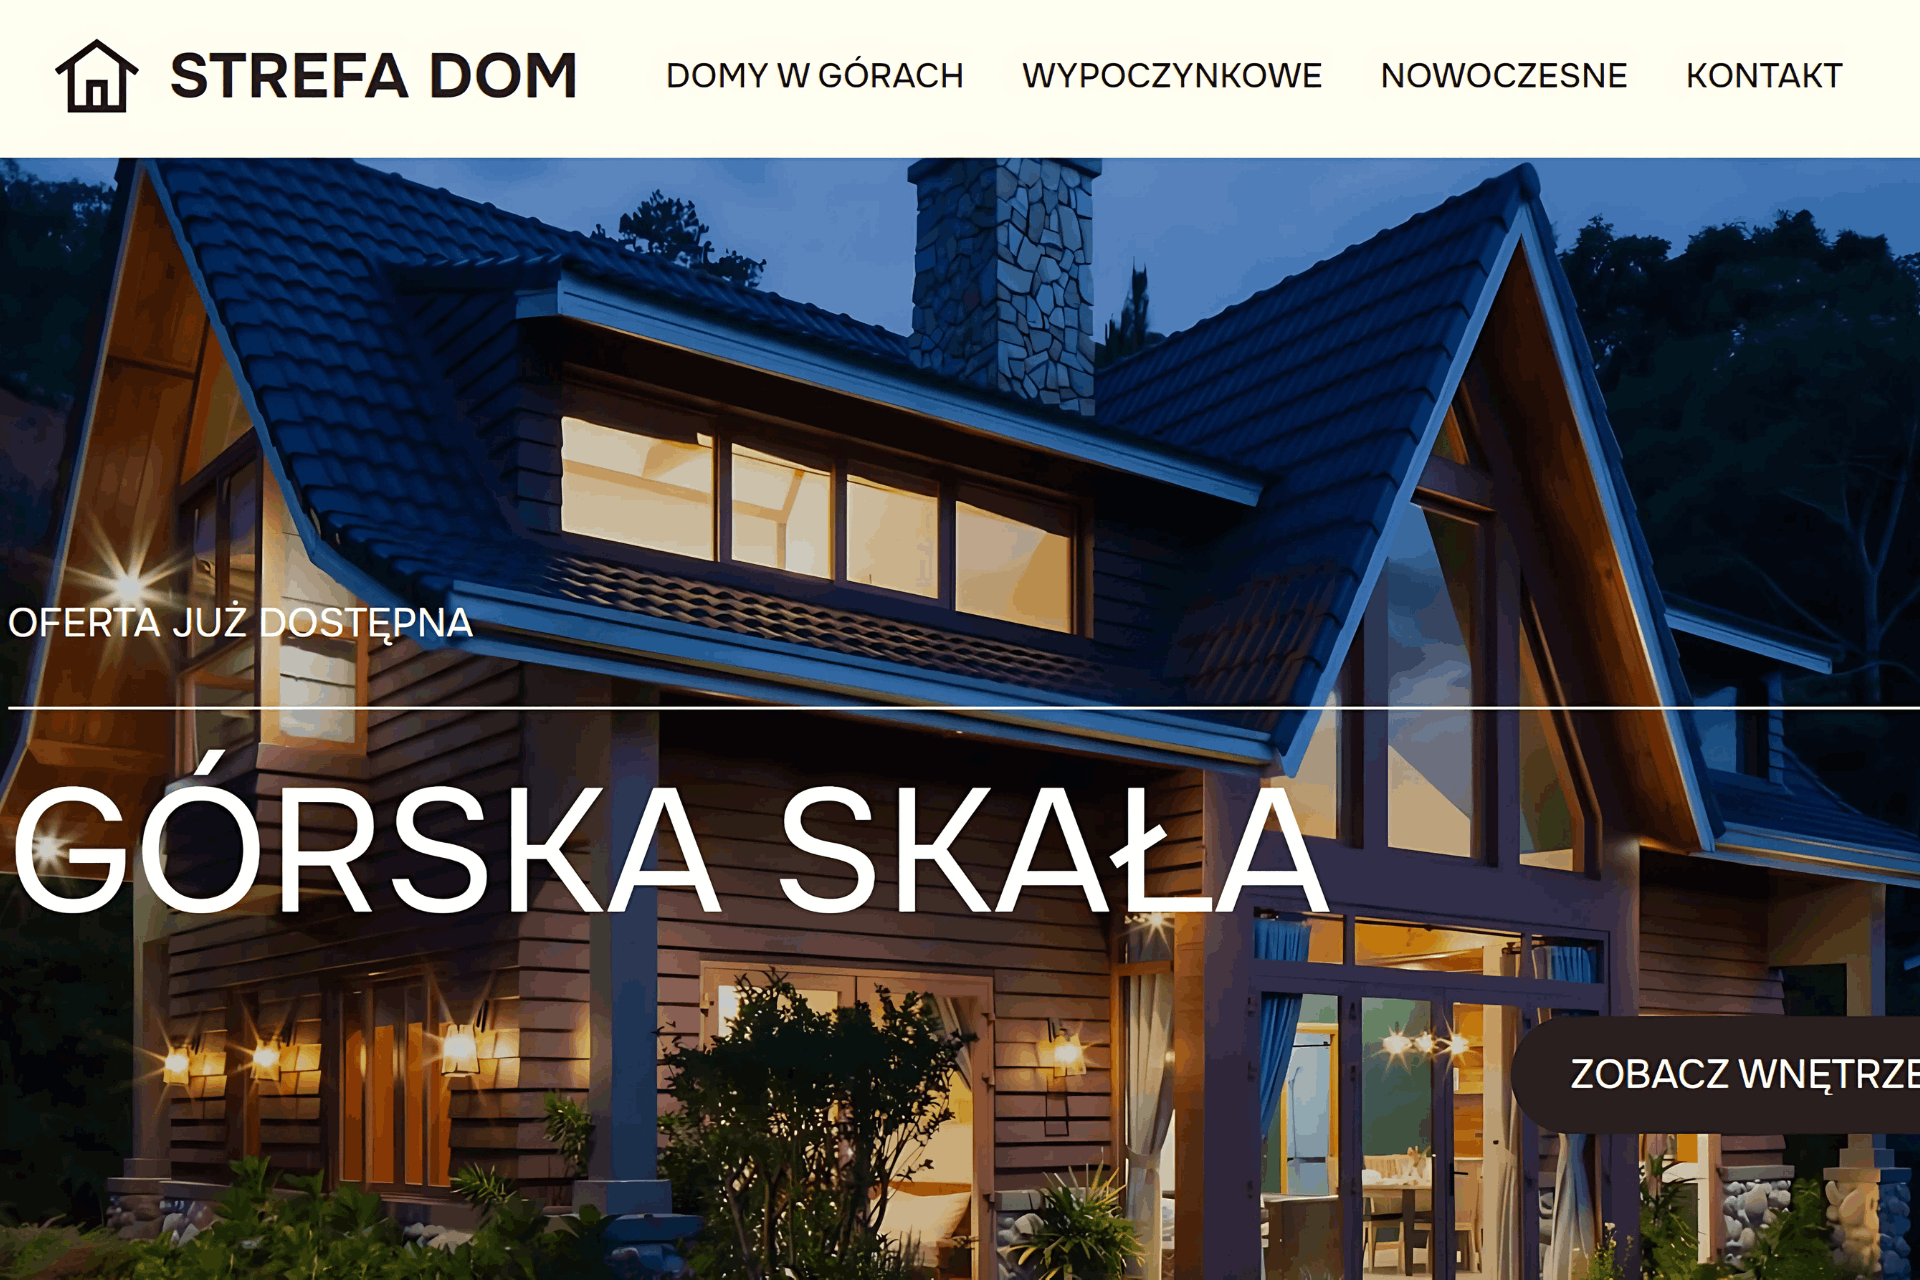 STREFA DOM
DOMY W GÓRACH
WYPOCZYNKOWE
NOWOCZESNE
KONTAKT
OFERTA JUŻ DOSTĘPNA
GÓRSKA SKAŁA
ZOBACZ WNĘTRZE